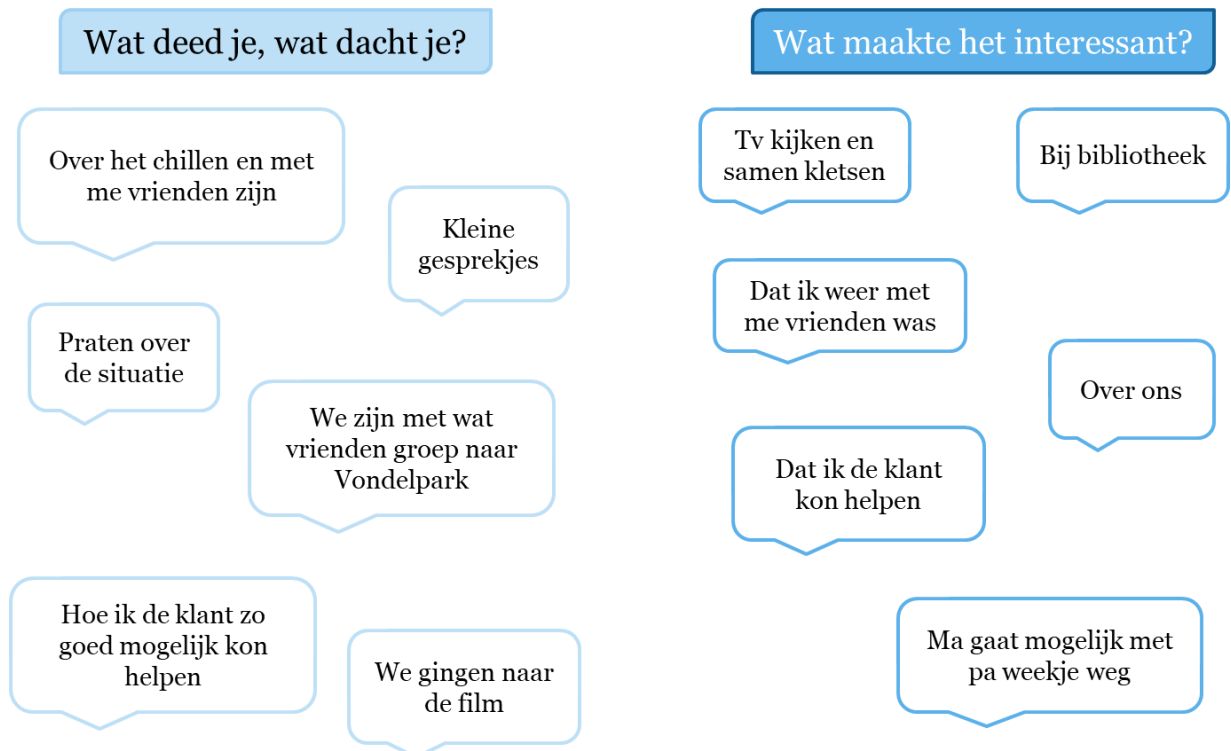 Wat deed je, wat dacht je?
Over het chillen en met
me vrienden zijn
Kleine
gesprekjes
Praten over
de situatie
We zijn met wat
vrienden groep naar
Vondelpark
Hoe ik de klant zo
goed mogelijk kon
helpen
We gingen naar
de film
Wat maakte het interessant?
Tv kijken en
samen kletsen
Bij bibliotheek
Dat ik weer met
me vrienden was
Over ons
Dat ik de klant
kon helpen
Ma gaat mogelijk met
pa weekje weg